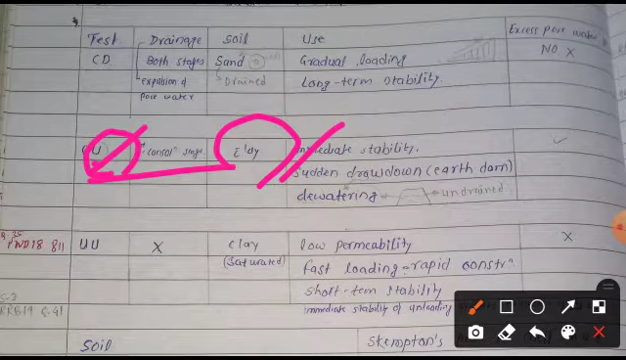 Test Drainage Soil Use Excess pore water
CD Both stages Sand Gradual loading NO X
expulsion of (Drained) Long-term stability.
pore water
CU "consol" stage Clay immediate stability. ✓
sudden drawdown (earth dam)
dewatering undrained
UU X clay low permeability X
(saturated) fast loading = rapid constrn
short-term stability
immediate stability of unloading
Soil Skempton's